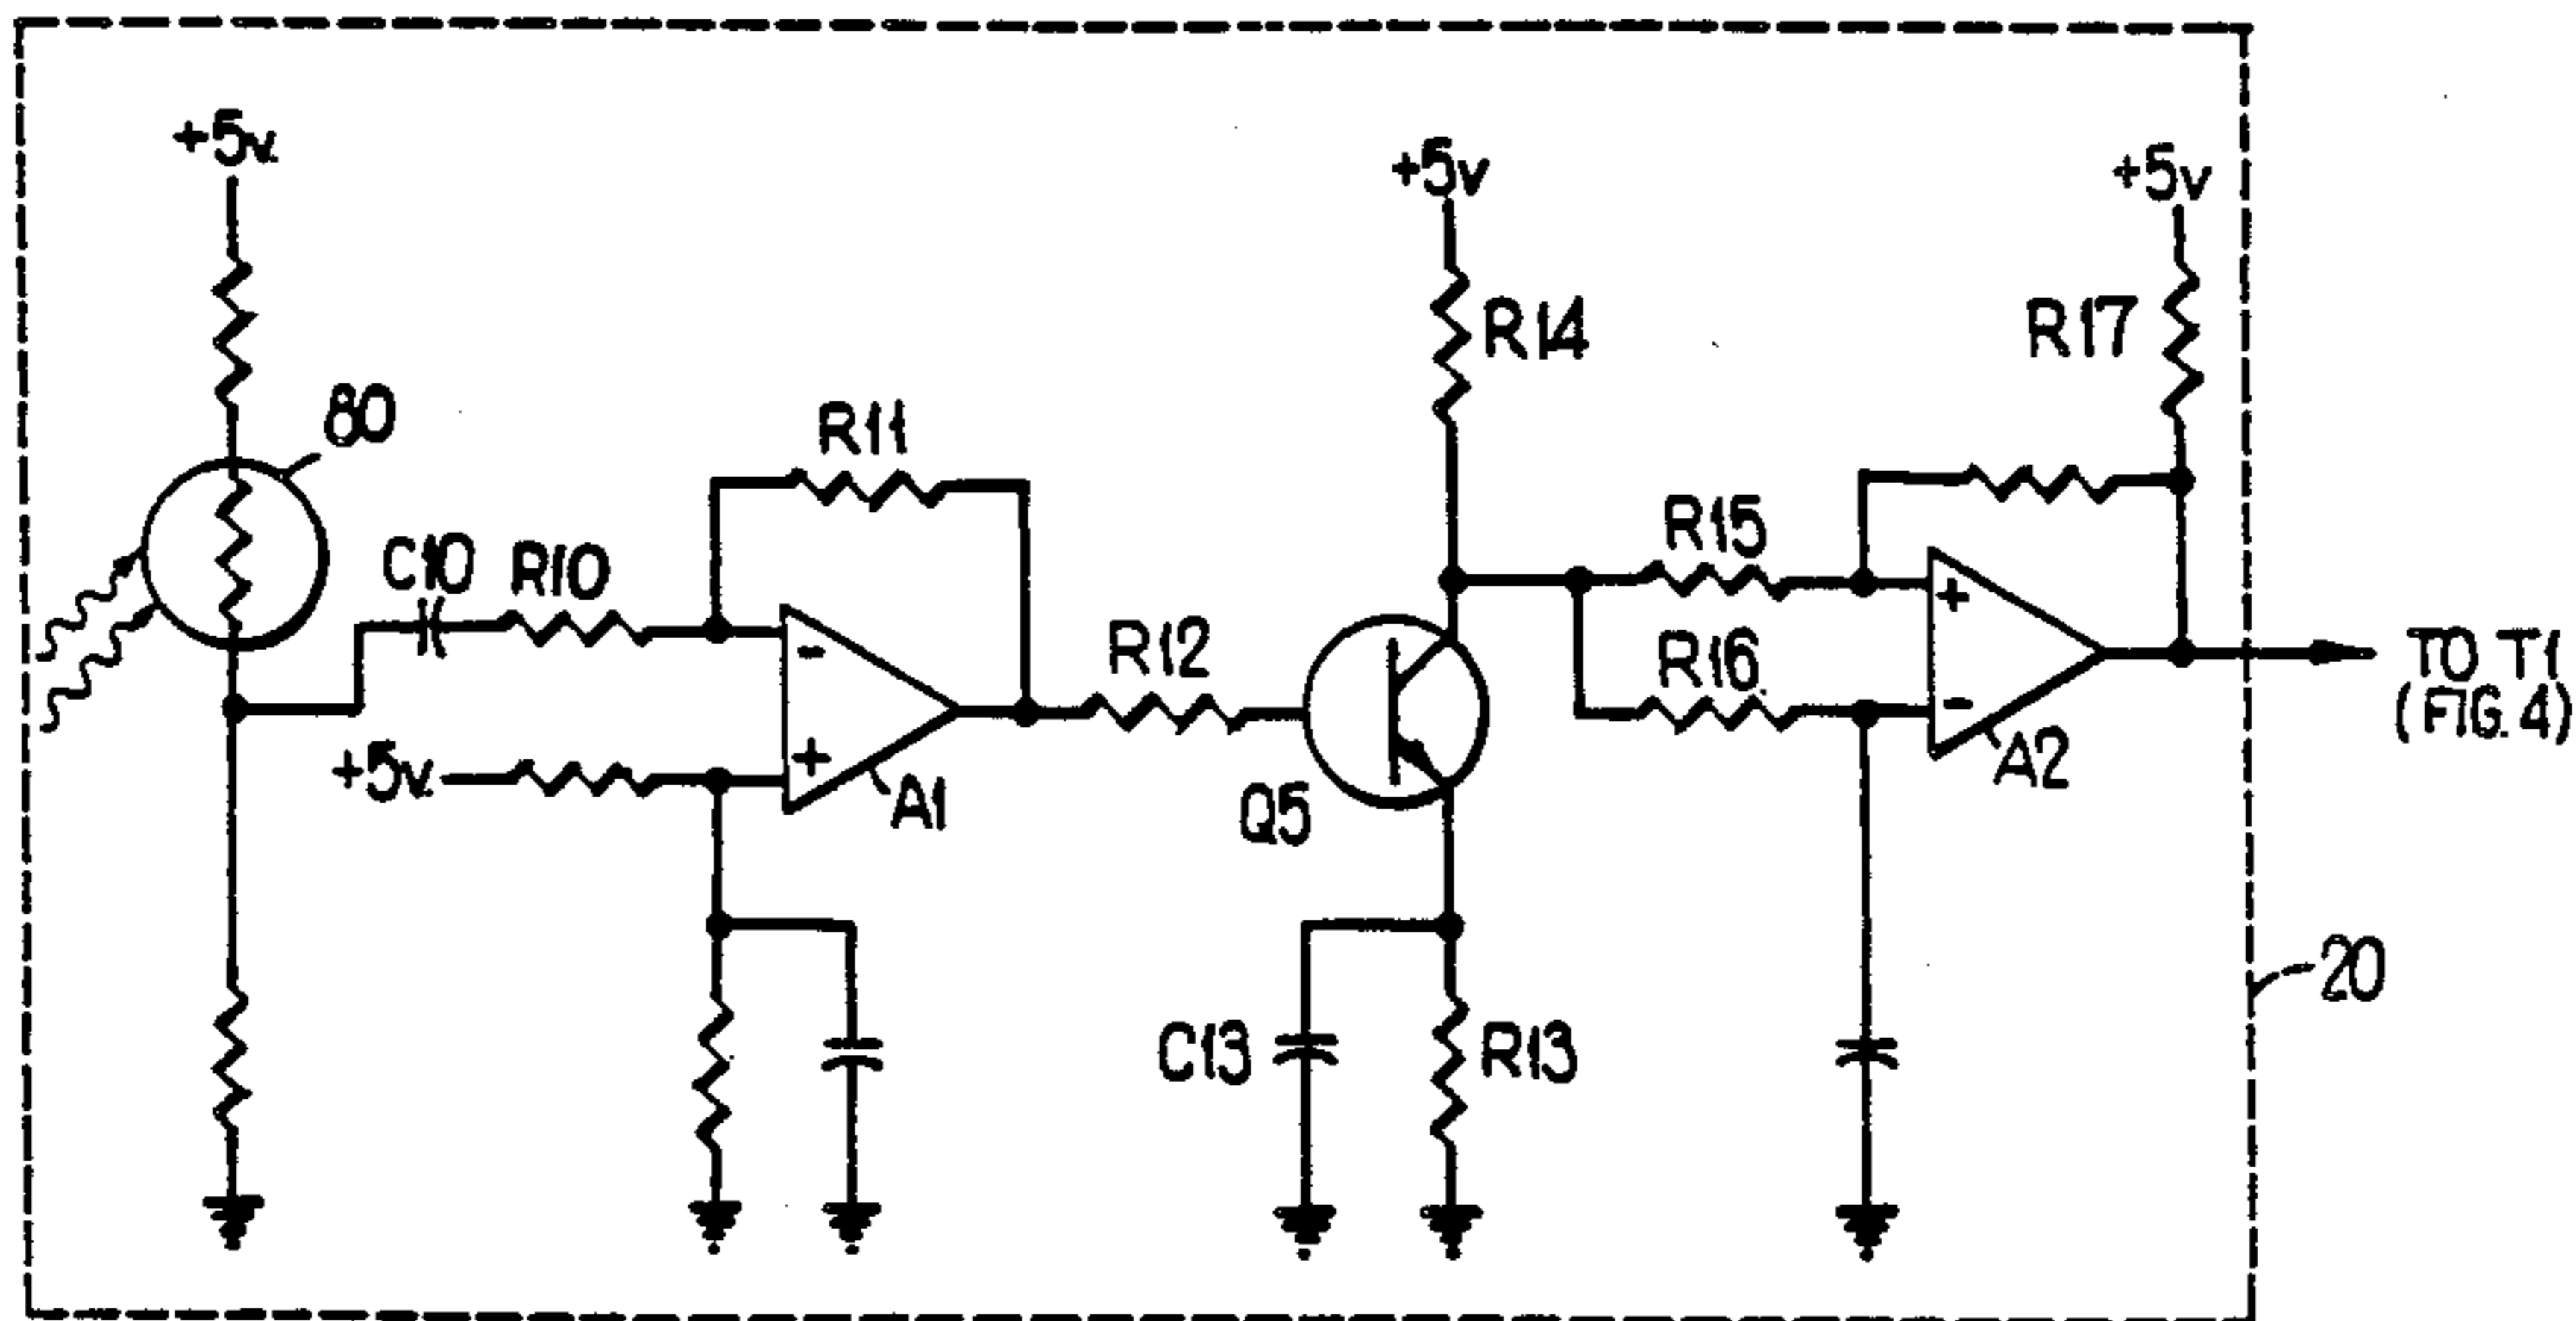 +5v.
+5v
+5v
80
R11
R14
R17
C10
R10
R15
R12
R16
-
+
+
-
+5v.
A1
Q5
A2
TO T1
(FIG. 4)
C13
R13
20